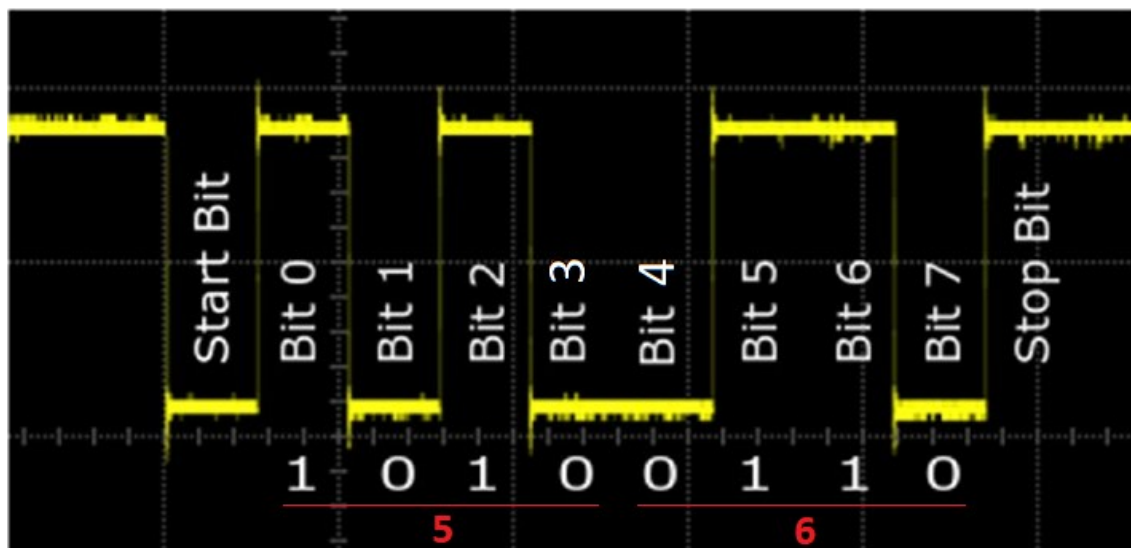 Start Bit
Bit 0
Bit 1
Bit 2
Bit 3
Bit 4
Bit 5
Bit 6
Bit 7
Stop Bit
1 0 1 0 0 1 1 0
5 6